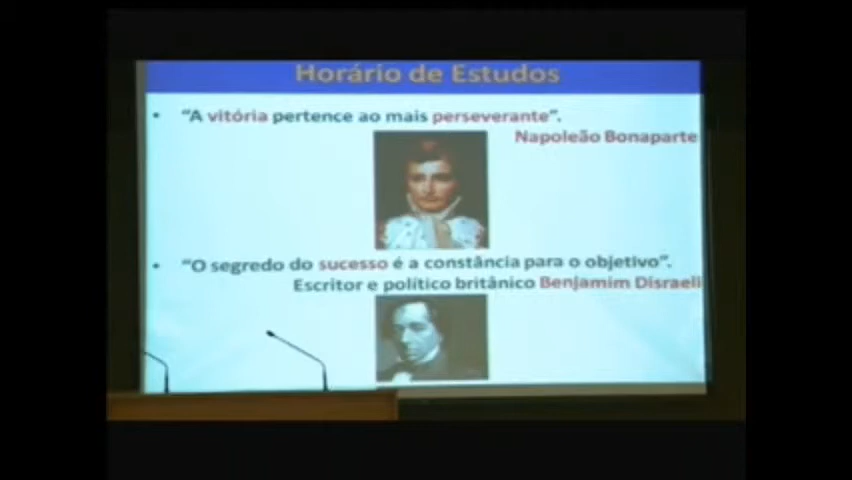 Horário de Estudos
• “A vitória pertence ao mais perseverante”.
Napoleão Bonaparte
• “O segredo do sucesso é a constância para o objetivo”.
Escritor e político britânico Benjamim Disraeli